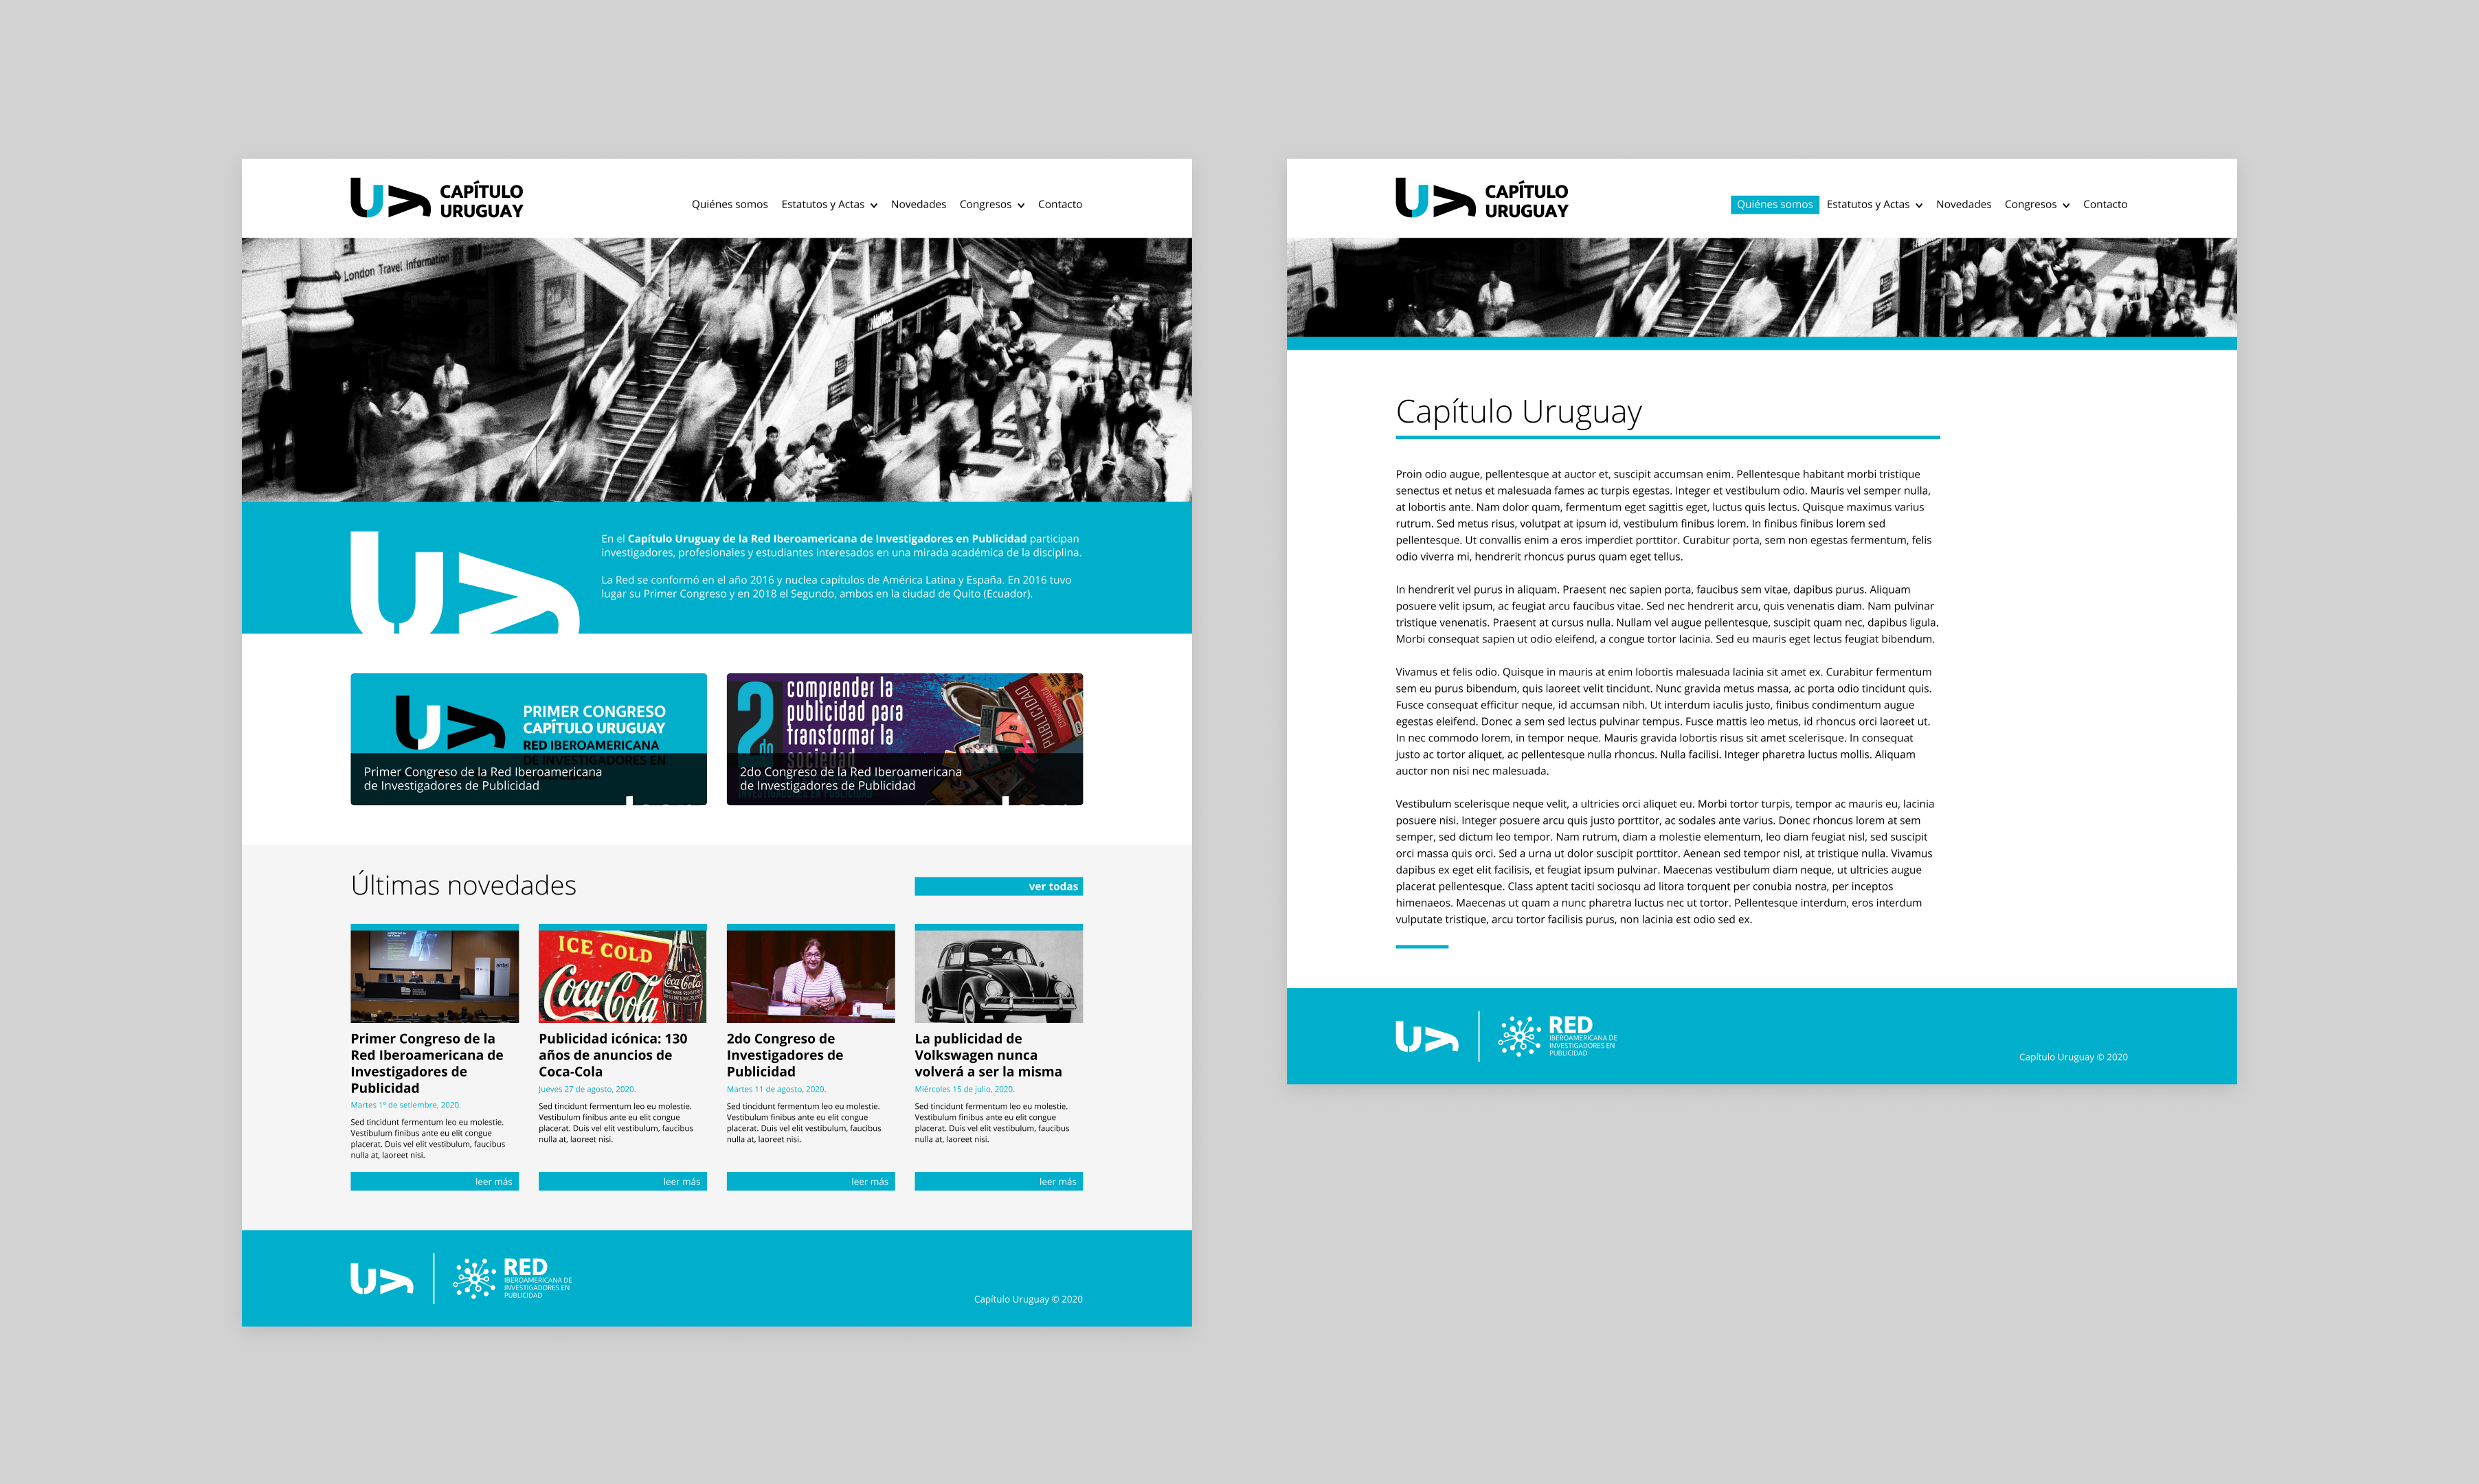 CAPÍTULO
URUGUAY
Quiénes somos
Estatutos y Actas
Novedades
Congresos
Contacto
London Travel Information
En el Capítulo Uruguay de la Red Iberoamericana de Investigadores en Publicidad participan
investigadores, profesionales y estudiantes interesados en una mirada académica de la disciplina.
La Red se conformó en el año 2016 y nuclea capítulos de América Latina y España. En 2016 tuvo
lugar su Primer Congreso y en 2018 el Segundo, ambos en la ciudad de Quito (Ecuador).
PRIMER CONGRESO
CAPÍTULO URUGUAY
RED IBEROAMERICANA
DE INVESTIGADORES EN
Primer Congreso de la Red Iberoamericana
de Investigadores de Publicidad
2do
comprender la
publicidad para
transformar la
sociedad
PUBLICIDAD
2do Congreso de la Red Iberoamericana
de Investigadores de Publicidad
Últimas novedades
ver todas
ICE COLD
Coca-Cola
Coca-Cola
Primer Congreso de la
Red Iberoamericana de
Investigadores de
Publicidad
Martes 1º de setiembre, 2020.
Sed tincidunt fermentum leo eu molestie.
Vestibulum finibus ante eu elit congue
placerat. Duis vel elit vestibulum, faucibus
nulla at, laoreet nisi.
leer más
Publicidad icónica: 130
años de anuncios de
Coca-Cola
Jueves 27 de agosto, 2020.
Sed tincidunt fermentum leo eu molestie.
Vestibulum finibus ante eu elit congue
placerat. Duis vel elit vestibulum, faucibus
nulla at, laoreet nisi.
leer más
2do Congreso de
Investigadores de
Publicidad
Martes 11 de agosto, 2020.
Sed tincidunt fermentum leo eu molestie.
Vestibulum finibus ante eu elit congue
placerat. Duis vel elit vestibulum, faucibus
nulla at, laoreet nisi.
leer más
La publicidad de
Volkswagen nunca
volverá a ser la misma
Miércoles 15 de julio, 2020.
Sed tincidunt fermentum leo eu molestie.
Vestibulum finibus ante eu elit congue
placerat. Duis vel elit vestibulum, faucibus
nulla at, laoreet nisi.
leer más
RED
IBEROAMERICANA DE
INVESTIGADORES EN
PUBLICIDAD
Capítulo Uruguay © 2020
CAPÍTULO
URUGUAY
Quiénes somos
Estatutos y Actas
Novedades
Congresos
Contacto
Capítulo Uruguay
Proin odio augue, pellentesque at auctor et, suscipit accumsan enim. Pellentesque habitant morbi tristique
senectus et netus et malesuada fames ac turpis egestas. Integer et vestibulum odio. Mauris vel semper nulla,
at lobortis ante. Nam dolor quam, fermentum eget sagittis eget, luctus quis lectus. Quisque maximus varius
rutrum. Sed metus risus, volutpat at ipsum id, vestibulum finibus lorem. In finibus finibus lorem sed
pellentesque. Ut convallis enim a eros imperdiet porttitor. Curabitur porta, sem non egestas fermentum, felis
odio viverra mi, hendrerit rhoncus purus quam eget tellus.
In hendrerit vel purus in aliquam. Praesent nec sapien porta, faucibus sem vitae, dapibus purus. Aliquam
posuere velit ipsum, ac feugiat arcu faucibus vitae. Sed nec hendrerit arcu, quis venenatis diam. Nam pulvinar
tristique venenatis. Praesent at cursus nulla. Nullam vel augue pellentesque, suscipit quam nec, dapibus ligula.
Morbi consequat sapien ut odio eleifend, a congue tortor lacinia. Sed eu mauris eget lectus feugiat bibendum.
Vivamus et felis odio. Quisque in mauris at enim lobortis malesuada lacinia sit amet ex. Curabitur fermentum
sem eu purus bibendum, quis laoreet velit tincidunt. Nunc gravida metus massa, ac porta odio tincidunt quis.
Fusce consequat efficitur neque, id accumsan nibh. Ut interdum iaculis justo, finibus condimentum augue
egestas eleifend. Donec a sem sed lectus pulvinar tempus. Fusce mattis leo metus, id rhoncus orci laoreet ut.
In nec commodo lorem, in tempor neque. Mauris gravida lobortis risus sit amet scelerisque. In consequat
justo ac tortor aliquet, ac pellentesque nulla rhoncus. Nulla facilisi. Integer pharetra luctus mollis. Aliquam
auctor non nisi nec malesuada.
Vestibulum scelerisque neque velit, a ultricies orci aliquet eu. Morbi tortor turpis, tempor ac mauris eu, lacinia
posuere nisi. Integer posuere arcu quis justo porttitor, ac sodales ante varius. Donec rhoncus lorem at sem
semper, sed dictum leo tempor. Nam rutrum, diam a molestie elementum, leo diam feugiat nisl, sed suscipit
orci massa quis orci. Sed a urna ut dolor suscipit porttitor. Aenean sed tempor nisl, at tristique nulla. Vivamus
dapibus ex eget elit facilisis, et feugiat ipsum pulvinar. Maecenas vestibulum diam neque, ut ultricies augue
placerat pellentesque. Class aptent taciti sociosqu ad litora torquent per conubia nostra, per inceptos
himenaeos. Maecenas ut quam a nunc pharetra luctus nec ut tortor. Pellentesque interdum, eros interdum
vulputate tristique, arcu tortor facilisis purus, non lacinia est odio sed ex.
RED
IBEROAMERICANA DE
INVESTIGADORES EN
PUBLICIDAD
Capítulo Uruguay © 2020